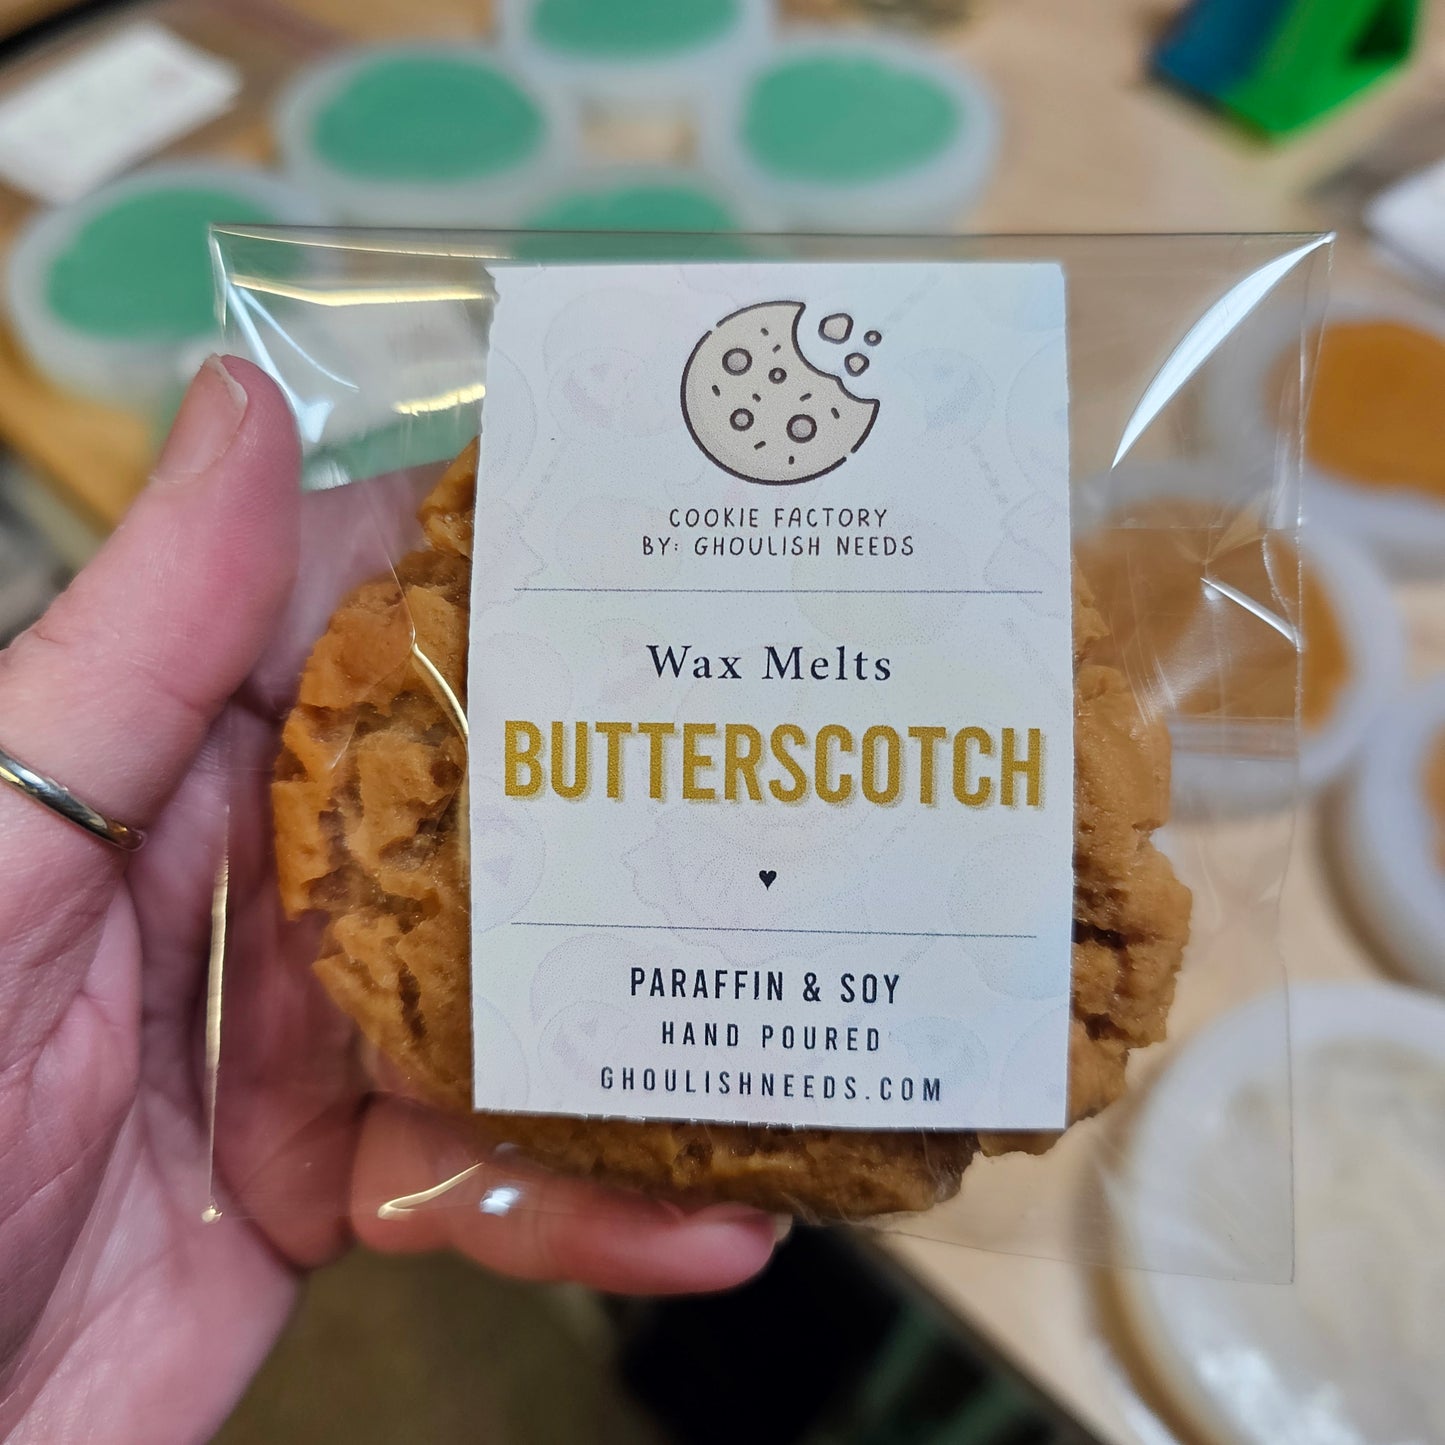 COOKIE FACTORY
BY: GHOULISH NEEDS
Wax Melts
BUTTERSCOTCH
PARAFFIN & SOY
HAND POURED
GHOULISHNEEDS.COM